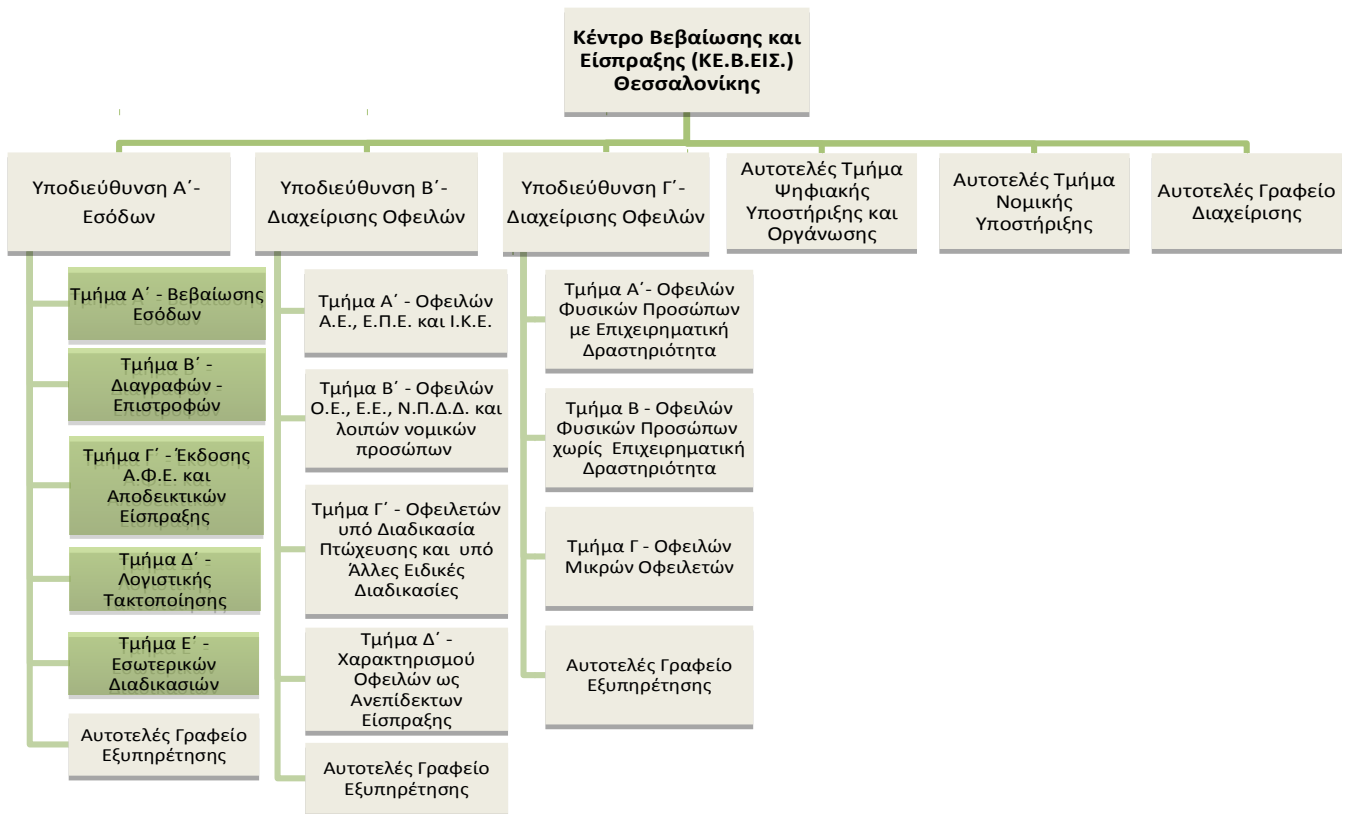 Κέντρο Βεβαίωσης και
Είσπραξης (ΚΕ.Β.ΕΙΣ.)
Θεσσαλονίκης
Υποδιεύθυνση Α΄-
Εσόδων
Υποδιεύθυνση Β΄-
Διαχείρισης Οφειλών
Υποδιεύθυνση Γ΄-
Διαχείρισης Οφειλών
Αυτοτελές Τμήμα
Ψηφιακής
Υποστήριξης και
Οργάνωσης
Αυτοτελές Τμήμα
Νομικής
Υποστήριξης
Αυτοτελές Γραφείο
Διαχείρισης
Τμήμα Α΄ - Βεβαίωσης
Εσόδων
Τμήμα Β΄ -
Διαγραφών -
Επιστροφών
Τμήμα Γ΄ - Έκδοσης
Α.Φ.Ε. και
Αποδεικτικών
Είσπραξης
Τμήμα Δ΄ -
Λογιστικής
Τακτοποίησης
Τμήμα Ε΄ -
Εσωτερικών
Διαδικασιών
Αυτοτελές Γραφείο
Εξυπηρέτησης
Τμήμα Α΄ - Οφειλών
Α.Ε., Ε.Π.Ε. και Ι.Κ.Ε.
Τμήμα Β΄ - Οφειλών
Ο.Ε., Ε.Ε., Ν.Π.Δ.Δ. και
λοιπών νομικών
προσώπων
Τμήμα Γ΄ - Οφειλετών
υπό Διαδικασία
Πτώχευσης και υπό
Άλλες Ειδικές
Διαδικασίες
Τμήμα Δ΄ -
Χαρακτηρισμού
Οφειλών ως
Ανεπίδεκτων
Είσπραξης
Αυτοτελές Γραφείο
Εξυπηρέτησης
Τμήμα Α΄- Οφειλών
Φυσικών Προσώπων
με Επιχειρηματική
Δραστηριότητα
Τμήμα Β - Οφειλών
Φυσικών Προσώπων
χωρίς Επιχειρηματική
Δραστηριότητα
Τμήμα Γ - Οφειλών
Μικρών Οφειλετών
Αυτοτελές Γραφείο
Εξυπηρέτησης